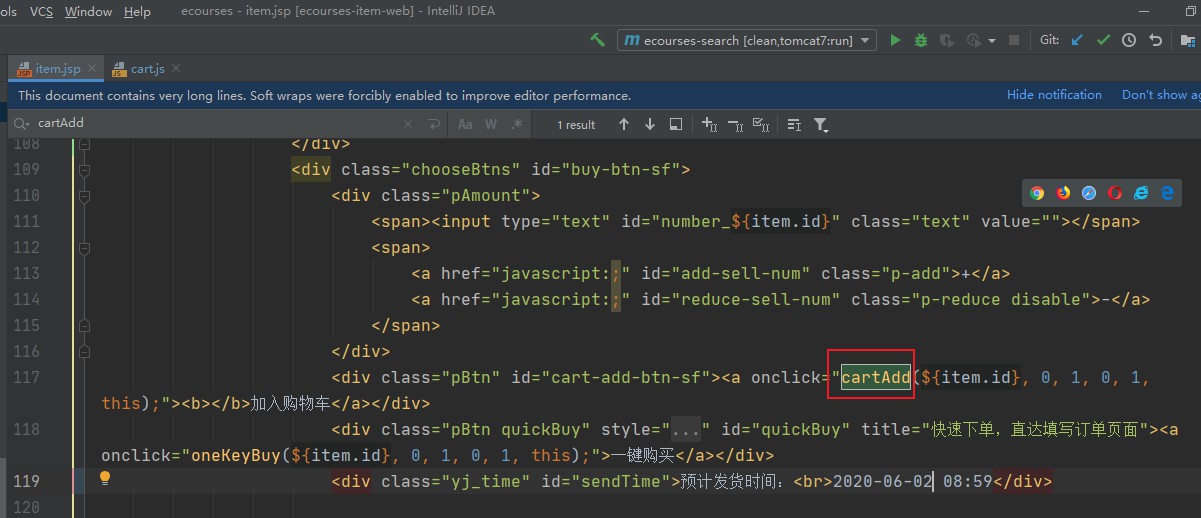 ols VCS Window Help ecourses - item.jsp [ecourses-item-web] - IntelliJ IDEA
ecourses-search [clean,tomcat7:run] Git:
item.jsp cart.js
This document contains very long lines. Soft wraps were forcibly enabled to improve editor performance. Hide notification Don't show ag
cartAdd Aa W .* 1 result
108 </div>
109 <div class="chooseBtns" id="buy-btn-sf">
110 <div class="pAmount">
111 <span><input type="text" id="number_${item.id}" class="text" value=""></span>
112 <span>
113 <a href="javascript:;" id="add-sell-num" class="p-add">+</a>
114 <a href="javascript:;" id="reduce-sell-num" class="p-reduce disable">-</a>
115 </span>
116 </div>
117 <div class="pBtn" id="cart-add-btn-sf"><a onclick="cartAdd(${item.id}, 0, 1, 0, 1,
this);"><b></b>加入购物车</a></div>
118 <div class="pBtn quickBuy" style="..." id="quickBuy" title="快速下单，直达填写订单页面"><a
onclick="oneKeyBuy(${item.id}, 0, 1, 0, 1, this);">一键购买</a></div>
119 <div class="yj_time" id="sendTime">预计发货时间：<br>2020-06-02 08:59</div>
120